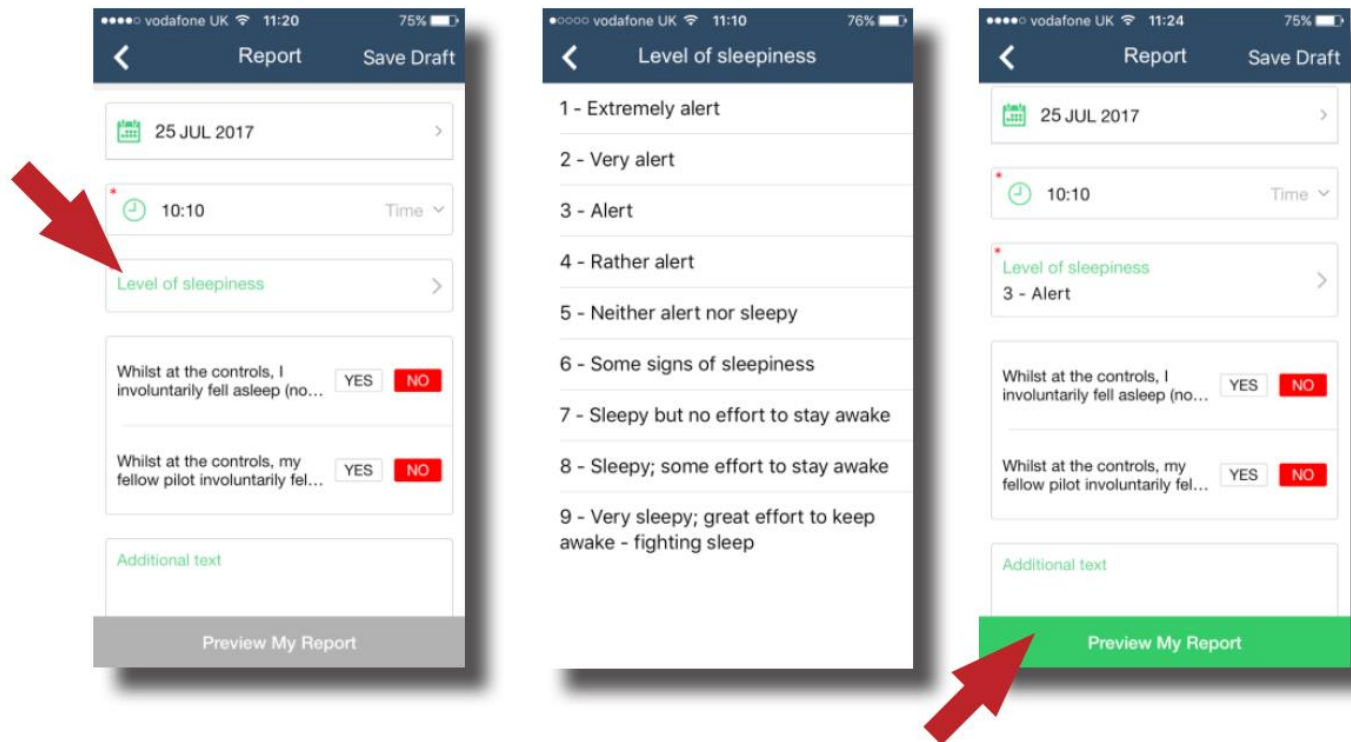 vodafone UK 11:20 75%
Report Save Draft
25 JUL 2017
* 10:10 Time
Level of sleepiness
Whilst at the controls, I
involuntarily fell asleep (no...
YES NO
Whilst at the controls, my
fellow pilot involuntarily fel...
YES NO
Additional text
Preview My Report
vodafone UK 11:10 76%
Level of sleepiness
1 - Extremely alert
2 - Very alert
3 - Alert
4 - Rather alert
5 - Neither alert nor sleepy
6 - Some signs of sleepiness
7 - Sleepy but no effort to stay awake
8 - Sleepy; some effort to stay awake
9 - Very sleepy; great effort to keep
awake - fighting sleep
vodafone UK 11:24 75%
Report Save Draft
25 JUL 2017
* 10:10 Time
* Level of sleepiness
3 - Alert
Whilst at the controls, I
involuntarily fell asleep (no...
YES NO
Whilst at the controls, my
fellow pilot involuntarily fel...
YES NO
Additional text
Preview My Report